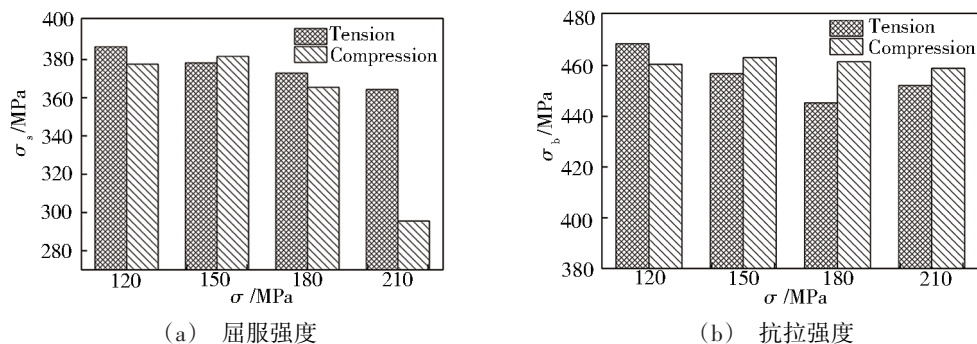 400
380
360
340
320
300
280
σs/MPa
Tension
Compression
120
150
180
210
σ/MPa
(a) 屈服强度
480
460
440
420
400
380
σb/MPa
Tension
Compression
120
150
180
210
σ/MPa
(b) 抗拉强度